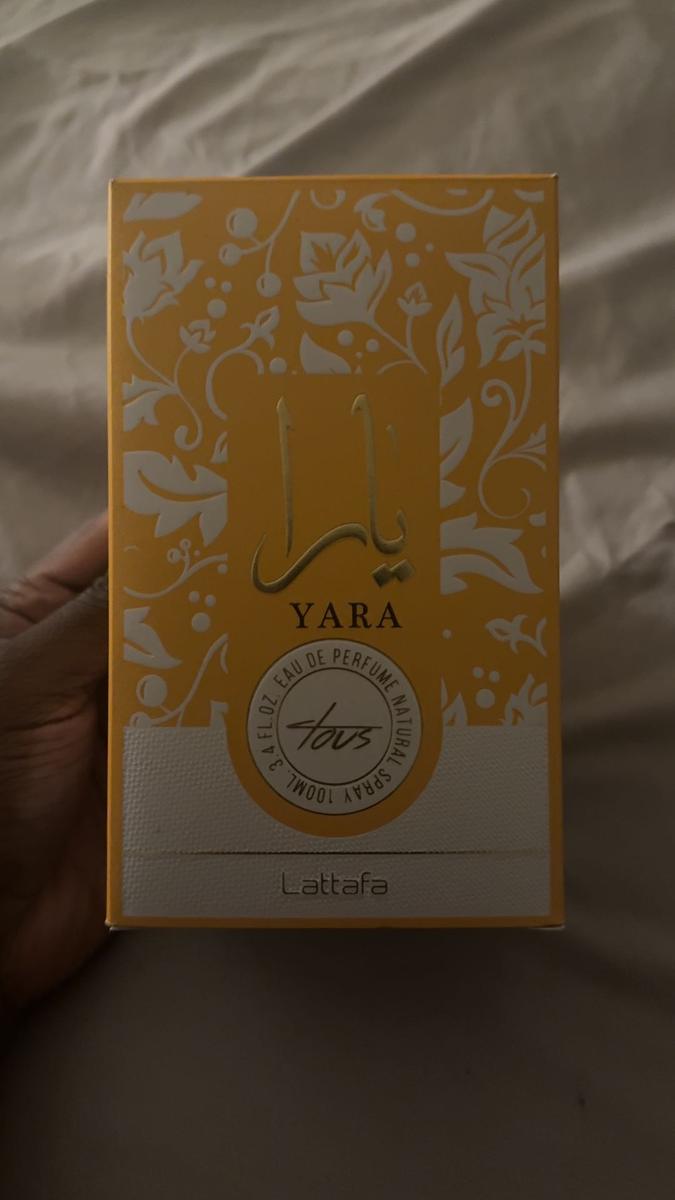 يارا
YARA
EAU DE PERFUME NATURAL SPRAY 100ML. 3.4 FL.OZ.
tous
Lattafa